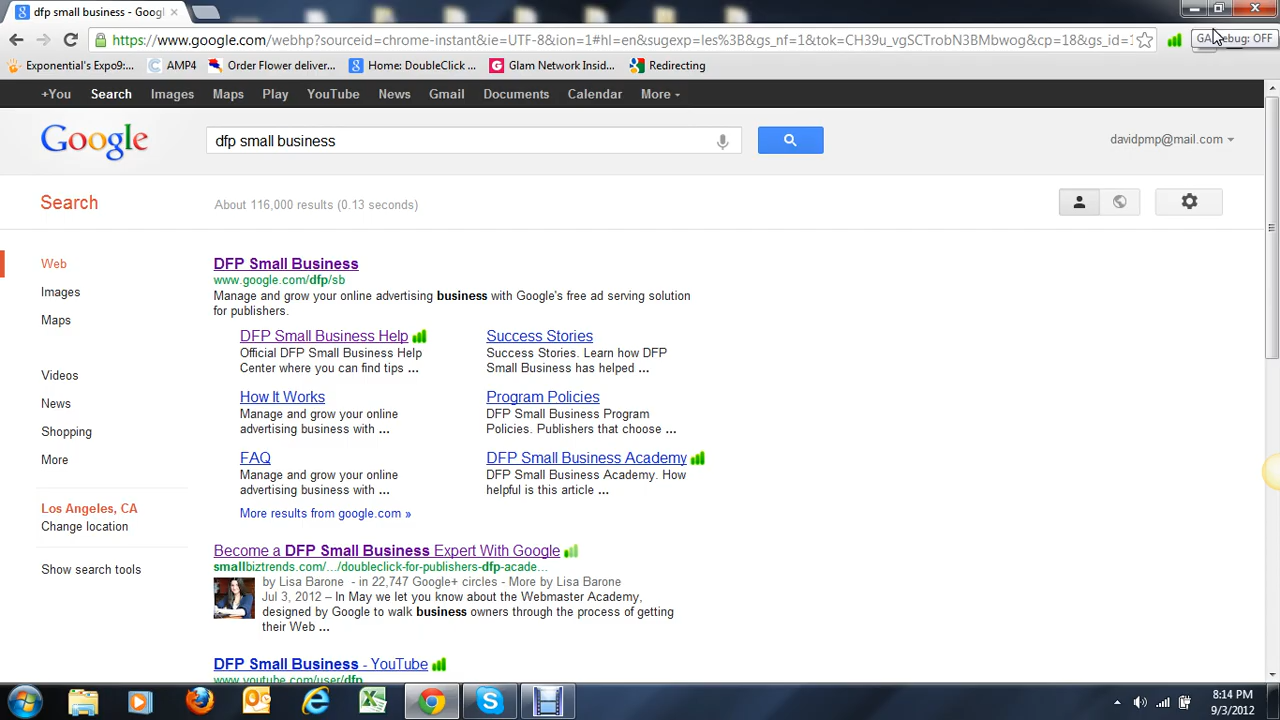 dfp small business - Googl
https://www.google.com/webhp?sourceid=chrome-instant&ie=UTF-8&ion=1#hl=en&sugexp=les%3B&gs_nf=1&tok=CH39u_vgSCTrobN3BMbwog&cp=18&gs_id=1
GA Debug: OFF
Exponential's Expo9:... AMP4 Order Flower deliver... Home: DoubleClick ... Glam Network Insid... Redirecting
+You Search Images Maps Play YouTube News Gmail Documents Calendar More
Google dfp small business davidpmp@mail.com
Search About 116,000 results (0.13 seconds)
Web
Images
Maps
Videos
News
Shopping
More
Los Angeles, CA
Change location
Show search tools
DFP Small Business
www.google.com/dfp/sb
Manage and grow your online advertising business with Google's free ad serving solution
for publishers.
DFP Small Business Help
Official DFP Small Business Help
Center where you can find tips ...
Success Stories
Success Stories. Learn how DFP
Small Business has helped ...
How It Works
Manage and grow your online
advertising business with ...
Program Policies
DFP Small Business Program
Policies. Publishers that choose ...
FAQ
Manage and grow your online
advertising business with ...
DFP Small Business Academy
DFP Small Business Academy. How
helpful is this article ...
More results from google.com »
Become a DFP Small Business Expert With Google
smallbiztrends.com/.../doubleclick-for-publishers-dfp-acade...
by Lisa Barone - in 22,747 Google+ circles - More by Lisa Barone
Jul 3, 2012 – In May we let you know about the Webmaster Academy,
designed by Google to walk business owners through the process of getting
their Web ...
DFP Small Business - YouTube
www.youtube.com/user/dfp
8:14 PM
9/3/2012